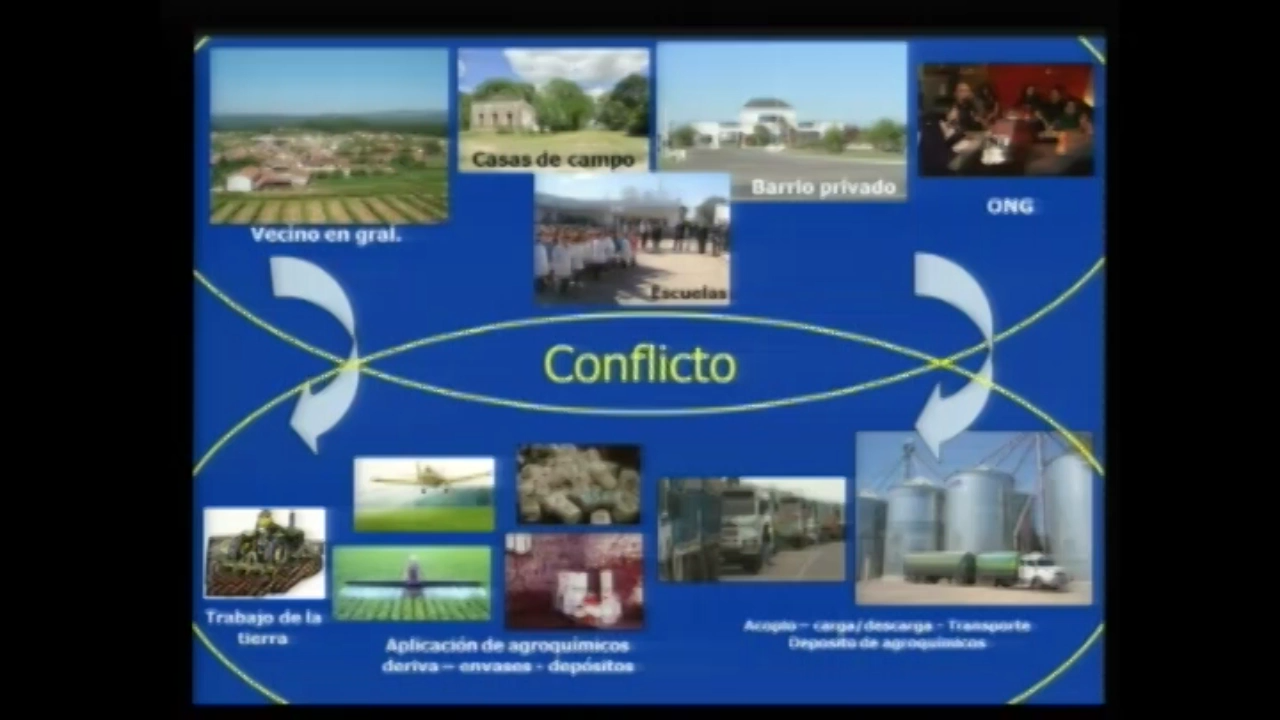 Casas de campo
Barrio privado
ONG
Vecino en gral.
Escuelas
Conflicto
Trabajo de la
tierra
Aplicación de agroquímicos
deriva – envases - depósitos
Acopio – carga/descarga - Transporte
Deposito de agroquimicos